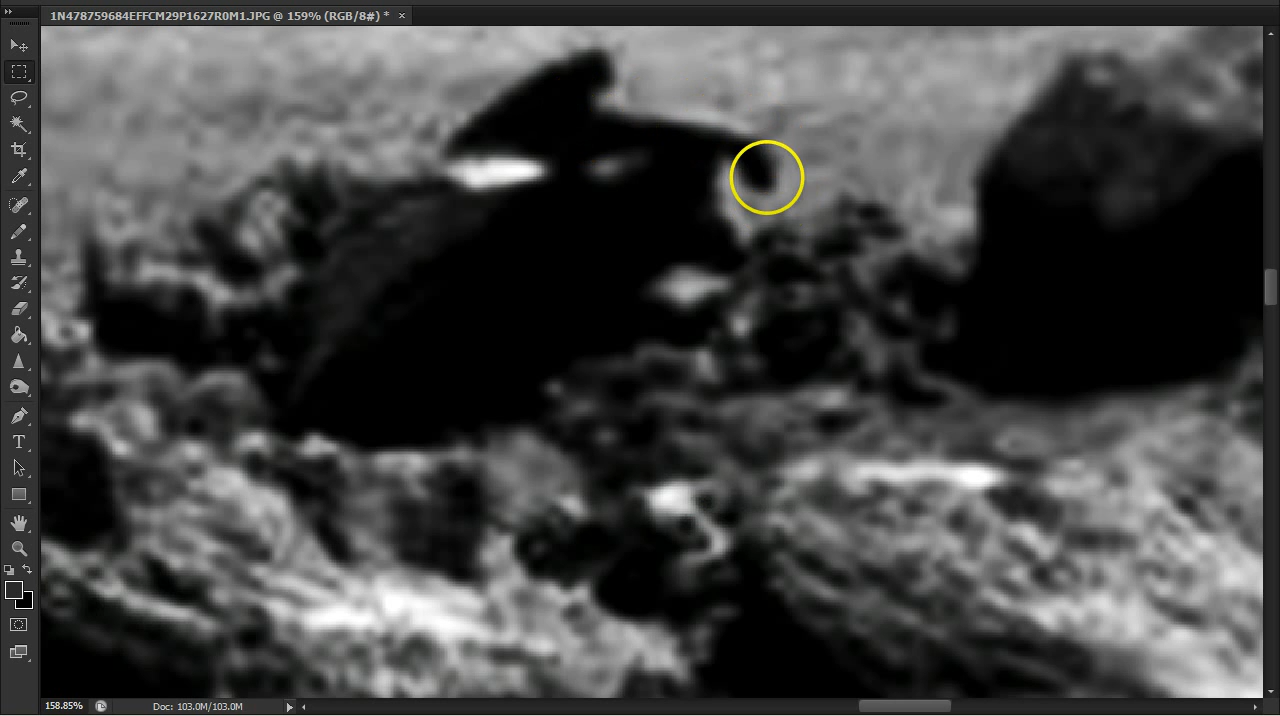 1N478759684EFFCM29P1627R0M1.JPG @ 159% (RGB/8#) * ×
T
158.85%
Doc: 103.0M/103.0M